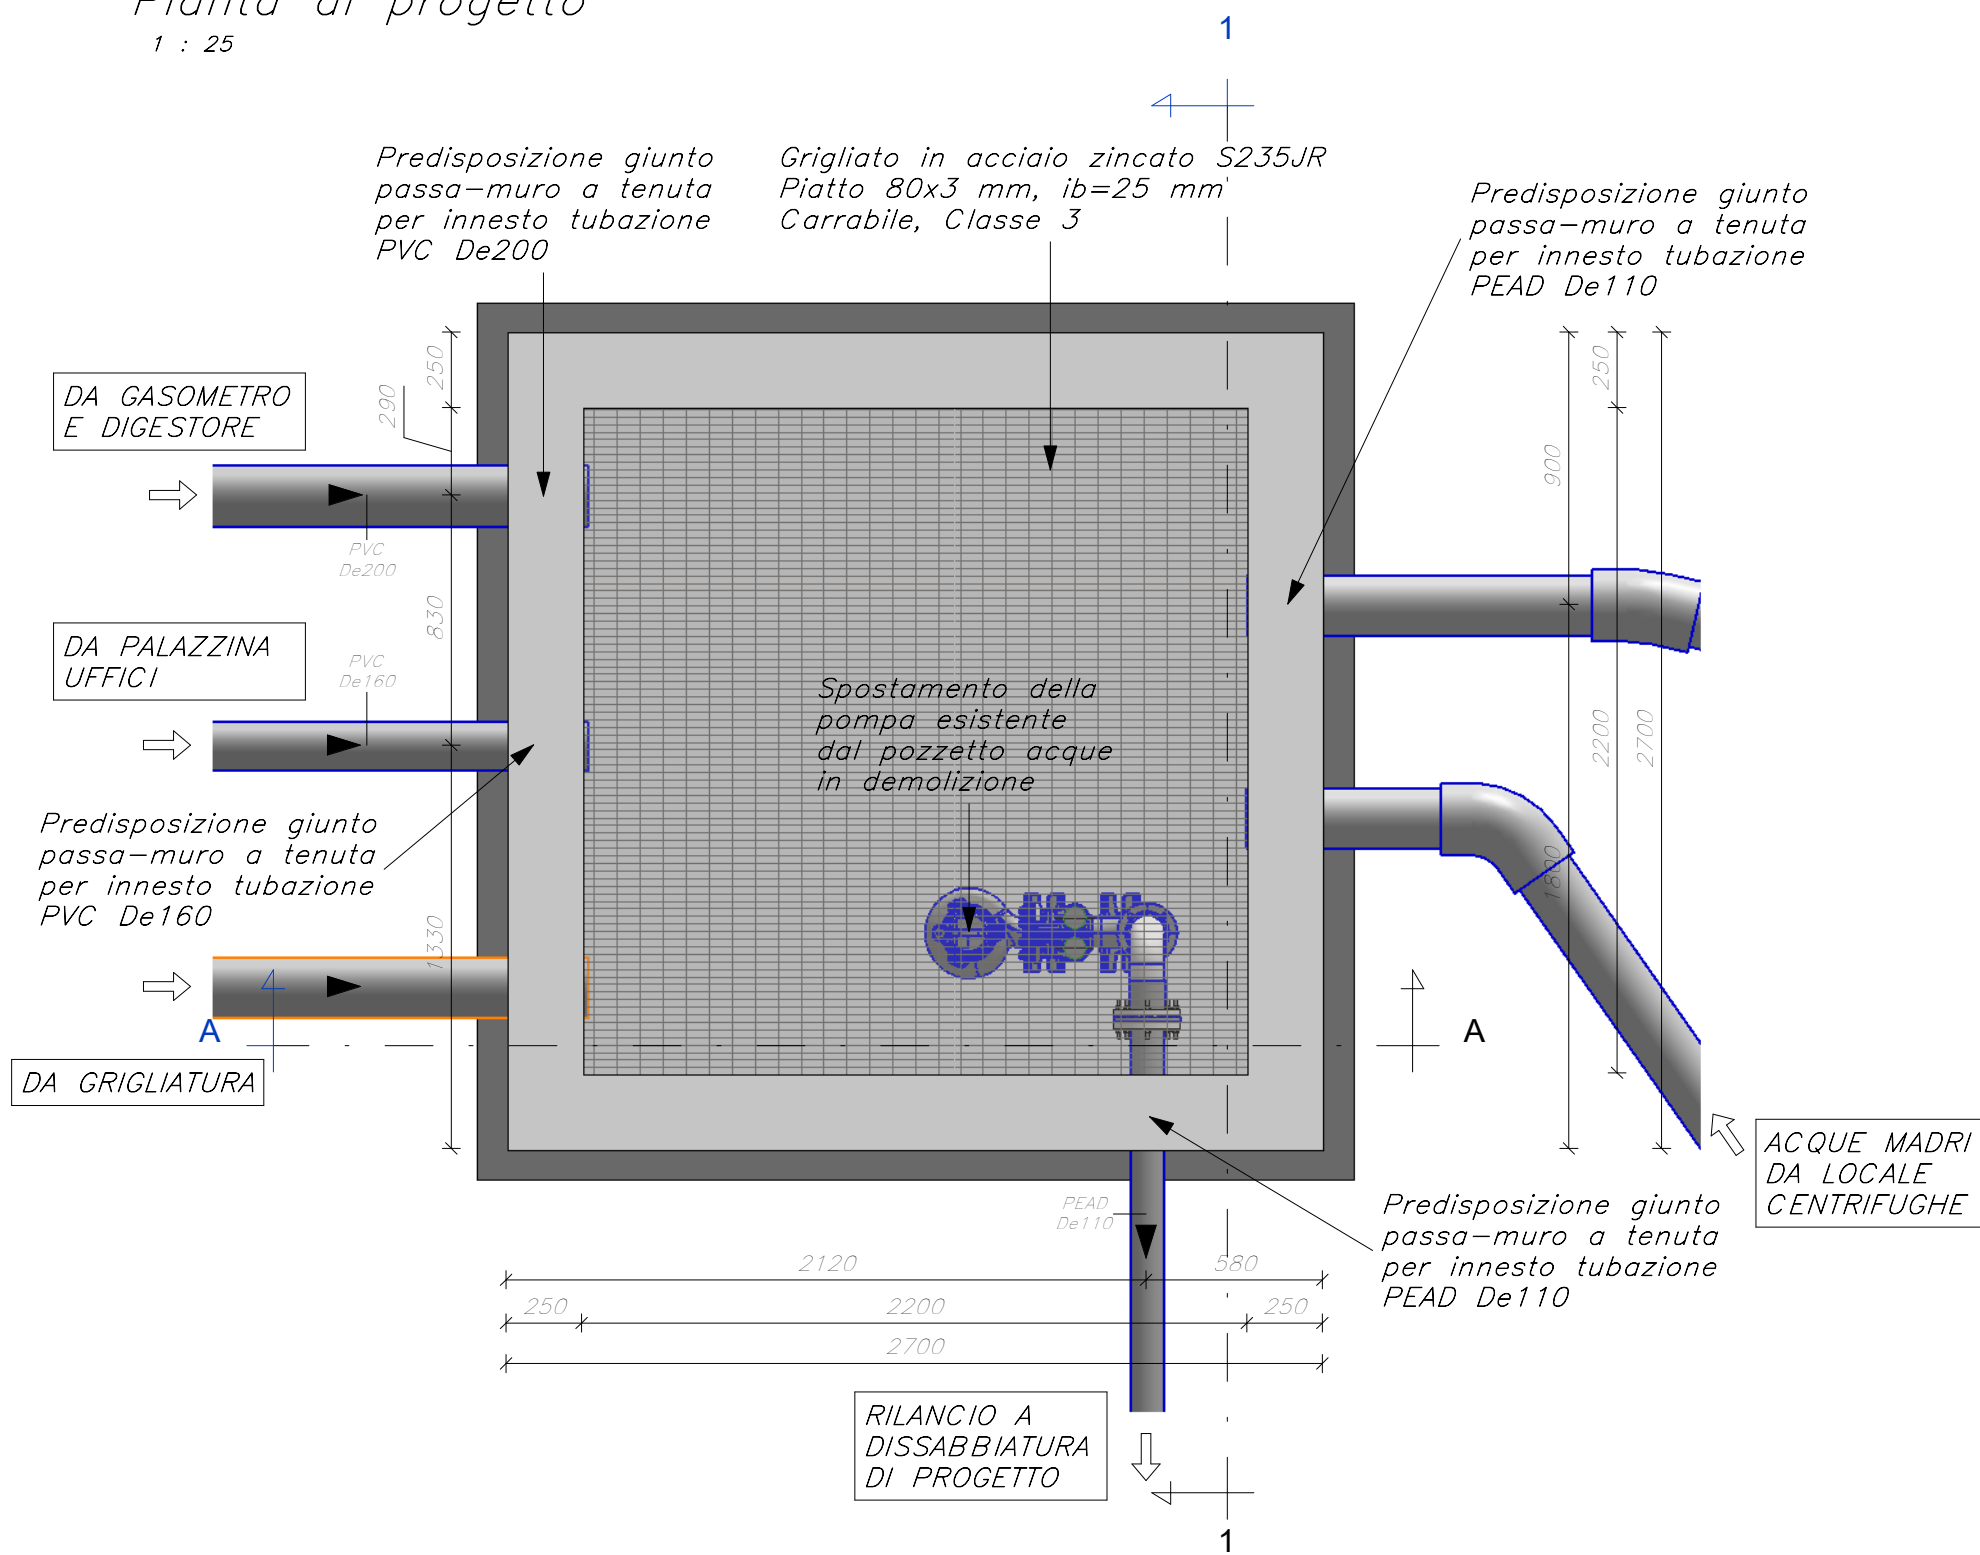 Pianta di progetto
1 : 25
1
Predisposizione giunto
passa-muro a tenuta
per innesto tubazione
PVC De200
Grigliato in acciaio zincato S235JR
Piatto 80x3 mm, ib=25 mm
Carrabile, Classe 3
Predisposizione giunto
passa-muro a tenuta
per innesto tubazione
PEAD De110
250
290
250
900
DA GASOMETRO
E DIGESTORE
PVC
De200
830
DA PALAZZINA
UFFICI
PVC
De160
Spostamento della
pompa esistente
dal pozzetto acque
in demolizione
2200
2700
Predisposizione giunto
passa-muro a tenuta
per innesto tubazione
PVC De160
1800
1330
A
A
DA GRIGLIATURA
ACQUE MADRI
DA LOCALE
CENTRIFUGHE
PEAD
De110
Predisposizione giunto
passa-muro a tenuta
per innesto tubazione
PEAD De110
2120
580
250
2200
250
2700
RILANCIO A
DISSABBIATURA
DI PROGETTO
1